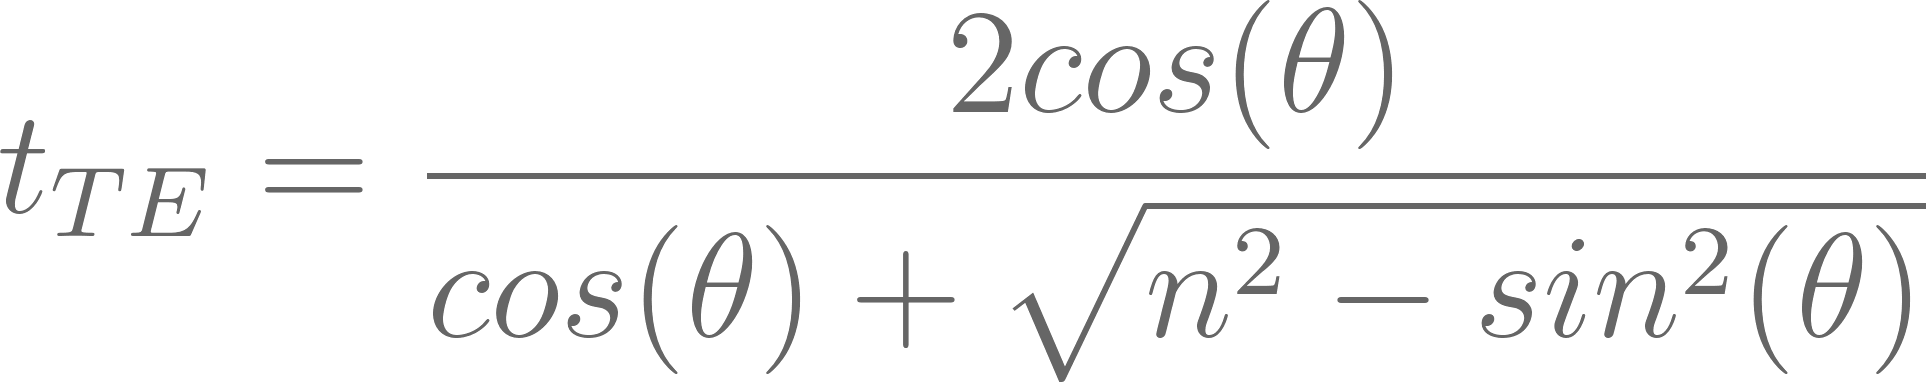 t_{TE} = \frac{2cos(\theta)}{cos(\theta) + \sqrt{n^2 - sin^2(\theta)}}